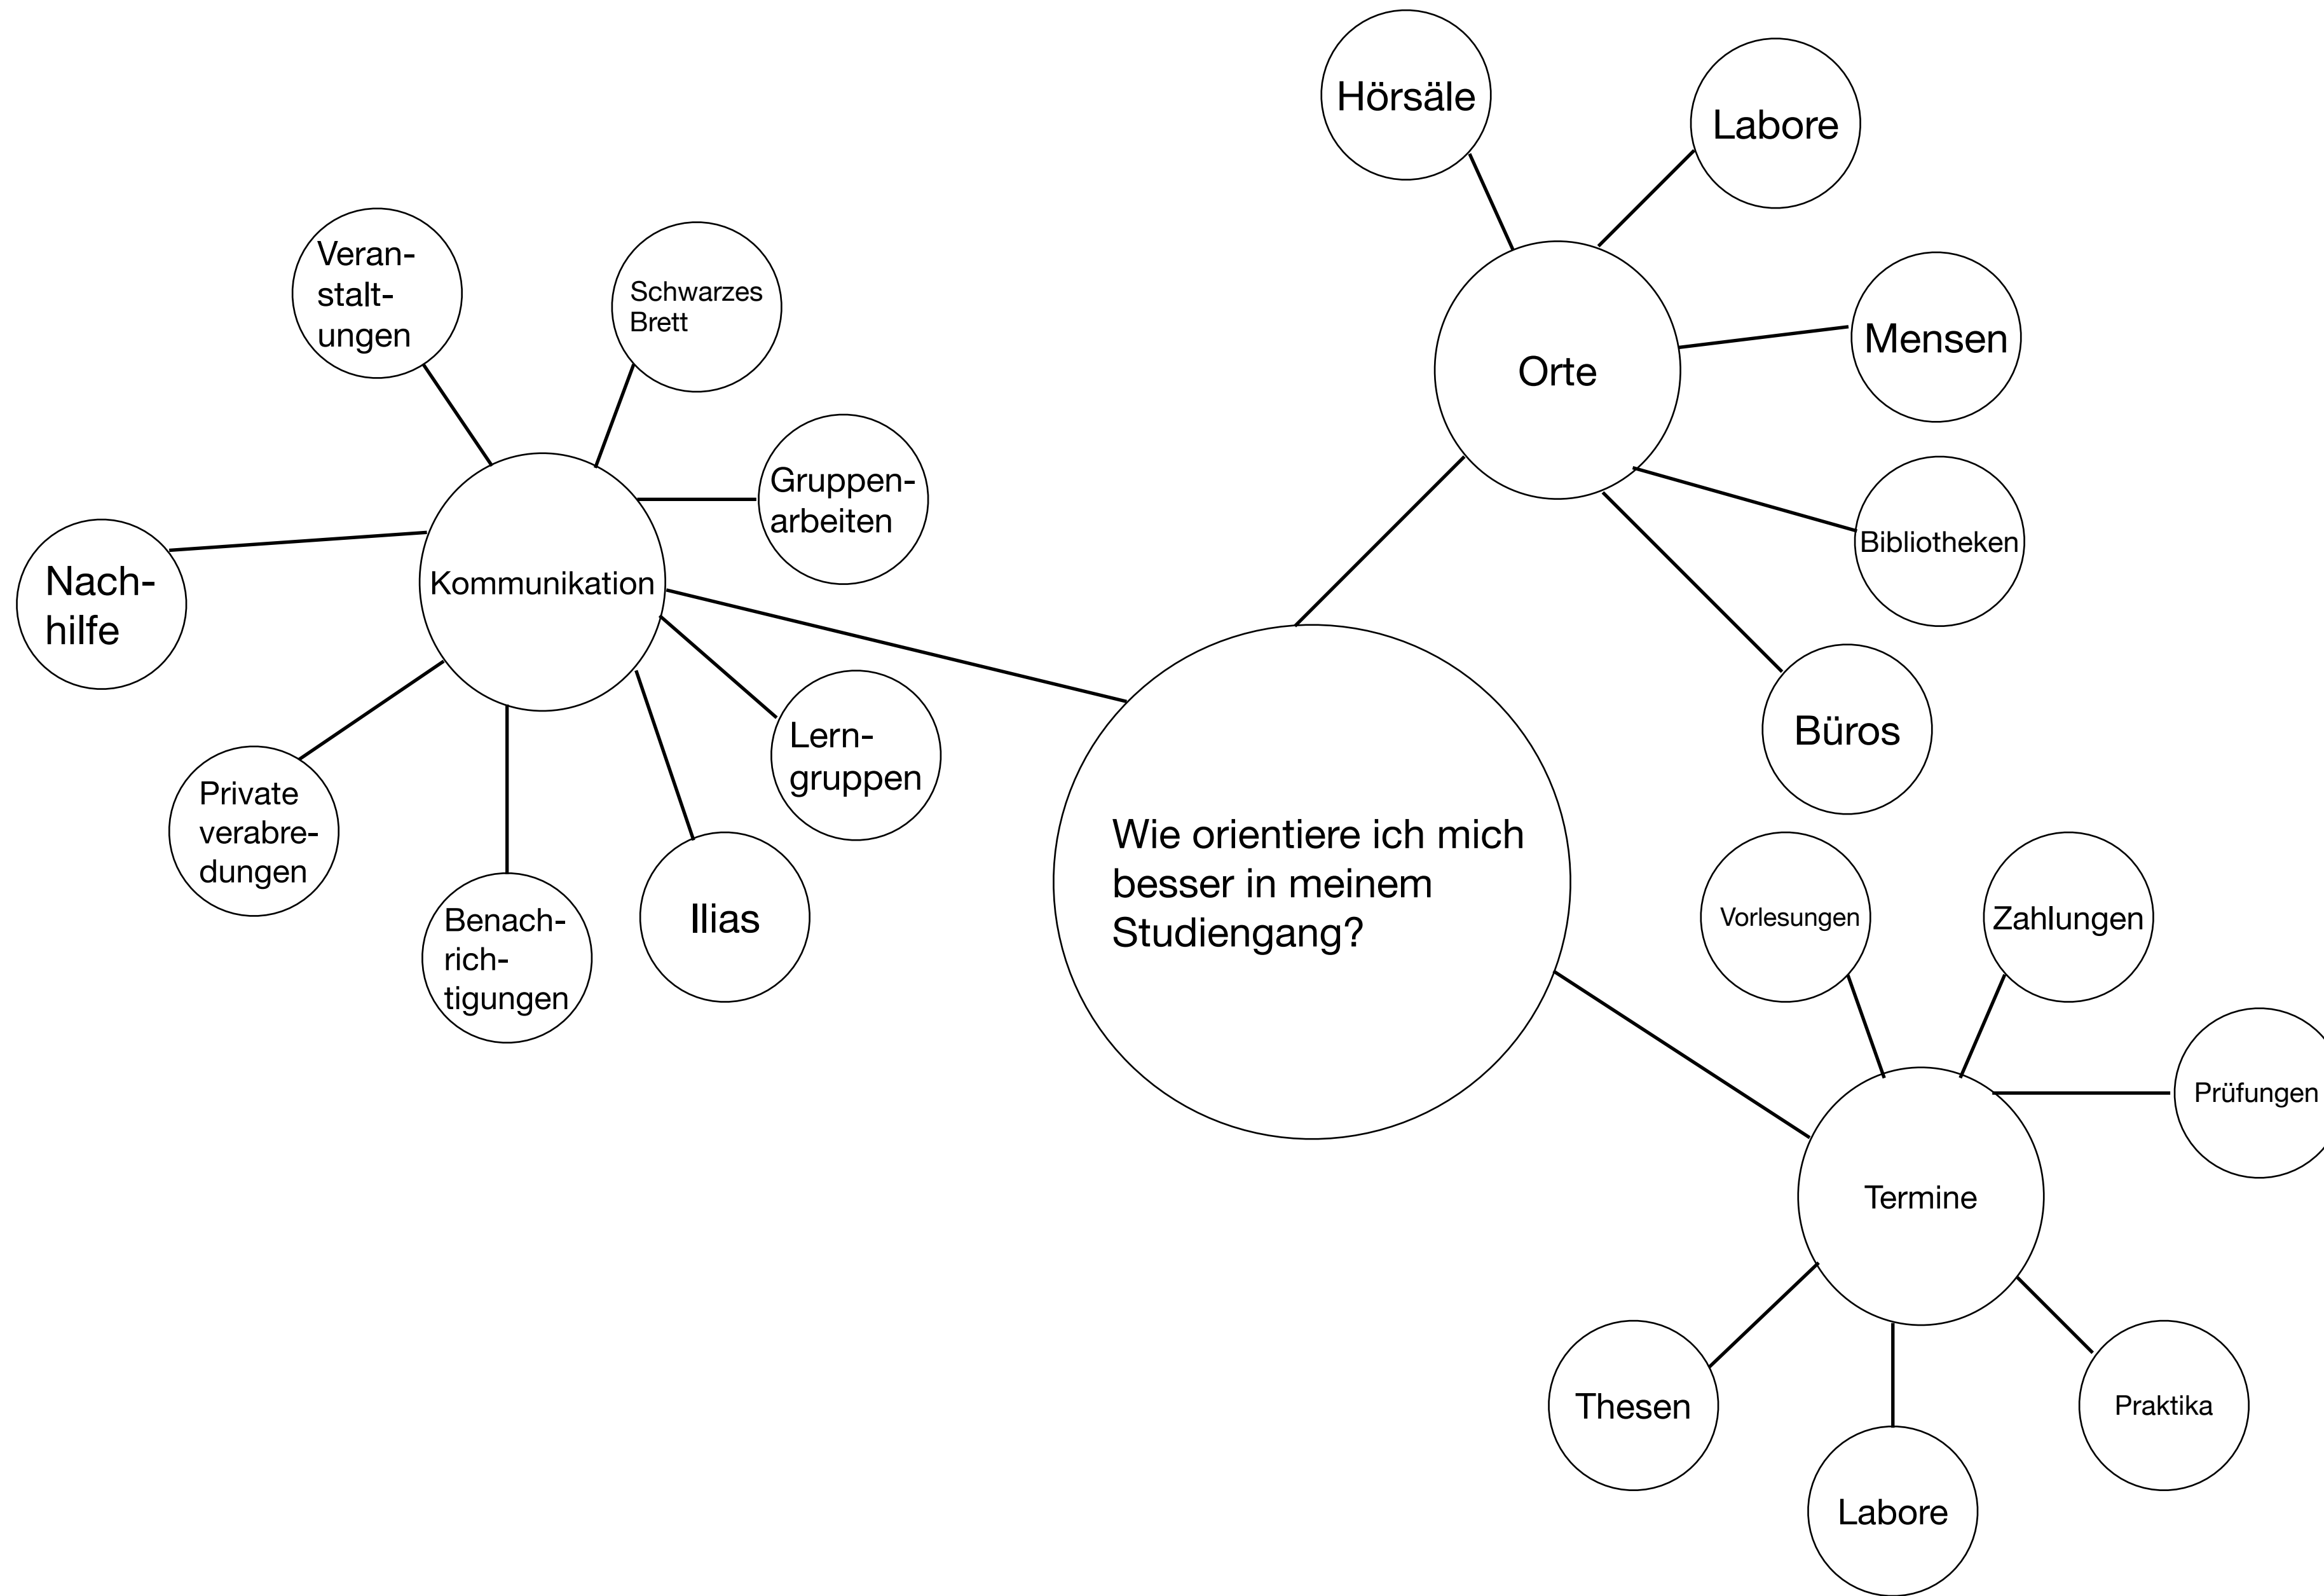 Hörsäle
Labore
Mensen
Orte
Bibliotheken
Büros
Veran-
stalt-
ungen
Schwarzes
Brett
Gruppen-
arbeiten
Kommunikation
Nach-
hilfe
Lern-
gruppen
Private
verabre-
dungen
Benach-
rich-
tigungen
Ilias
Wie orientiere ich mich
besser in meinem
Studiengang?
Vorlesungen
Zahlungen
Prüfungen
Termine
Thesen
Praktika
Labore